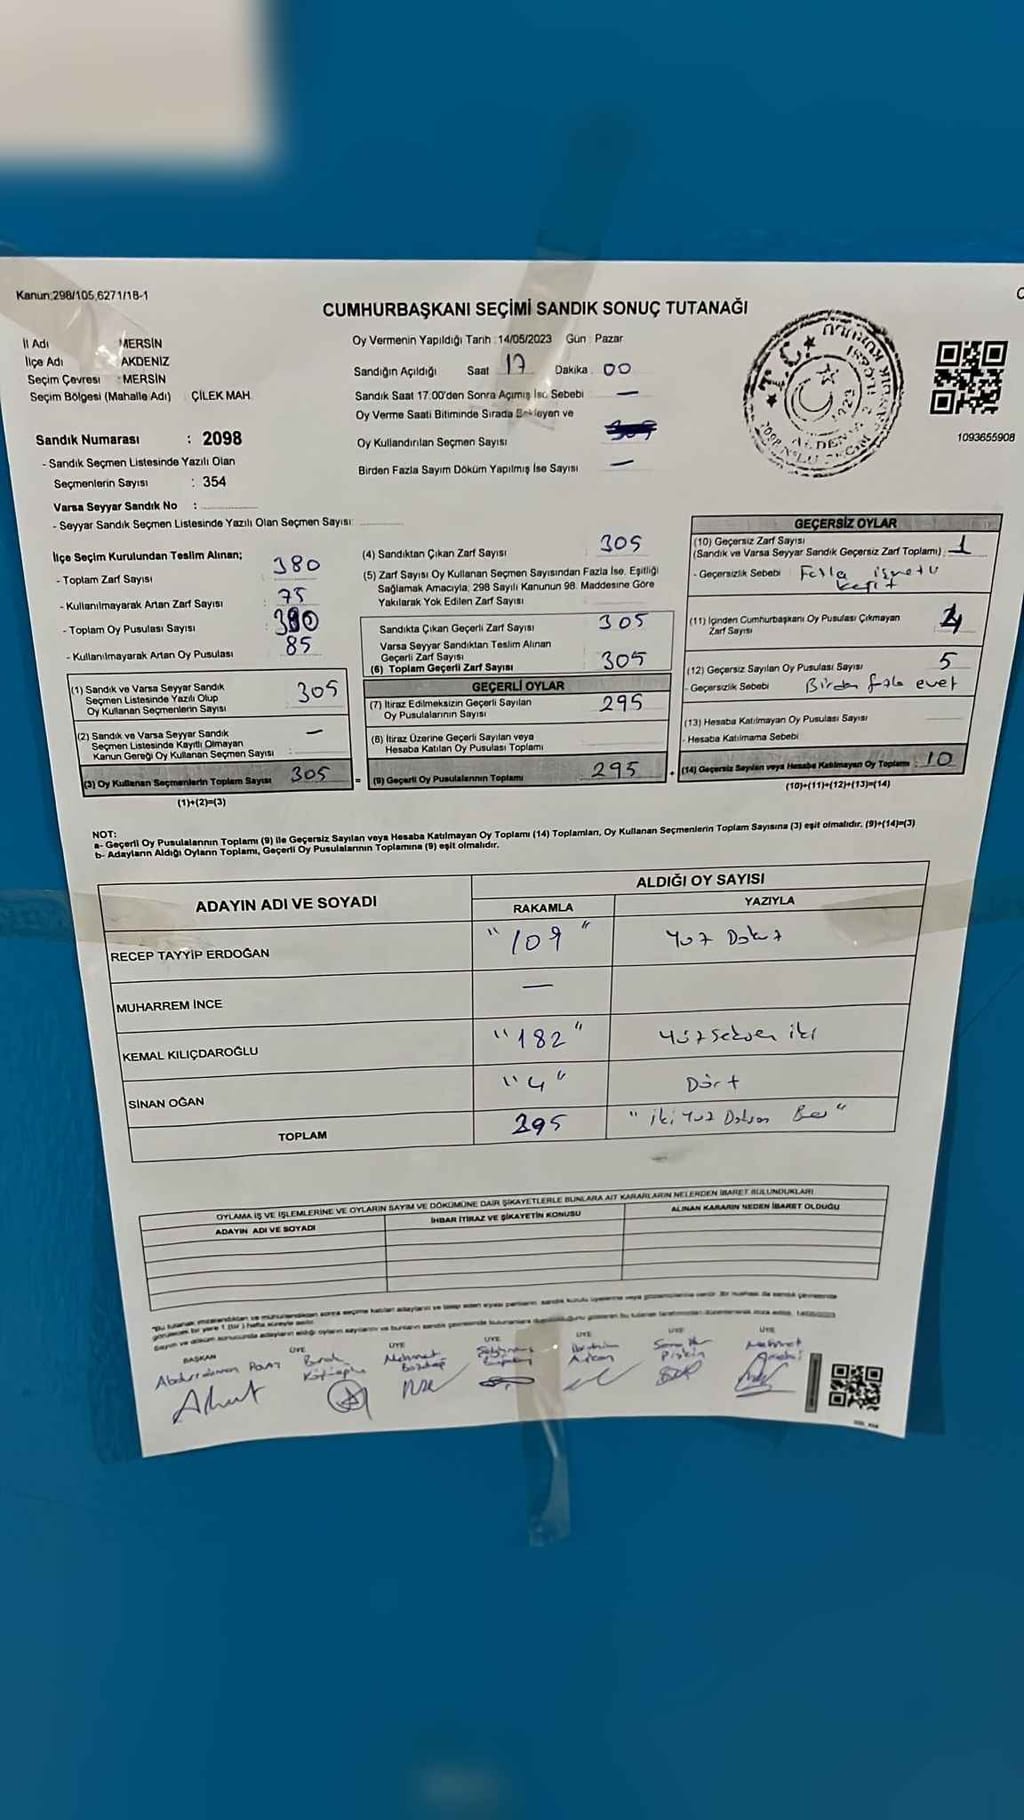 Kanun:298/105,6271/18-1
CUMHURBAŞKANI SEÇİMİ SANDIK SONUÇ TUTANAĞI
İl Adı : MERSİN
İlçe Adı : AKDENİZ
Seçim Çevresi : MERSİN
Seçim Bölgesi (Mahalle Adı) ÇİLEK MAH.
Sandık Numarası : 2098
- Sandık Seçmen Listesinde Yazılı Olan
Seçmenlerin Sayısı : 354
Varsa Seyyar Sandık No :
- Seyyar Sandık Seçmen Listesinde Yazılı Olan Seçmen Sayısı:
Oy Vermenin Yapıldığı Tarih : 14/05/2023 Gün : Pazar
Sandığın Açıldığı Saat 17 Dakika 00
Sandık Saat 17.00'den Sonra Açımış İse Sebebi —
Oy Verme Saati Bitiminde Sırada Bekleyen ve
Oy Kullandırılan Seçmen Sayısı
Birden Fazla Sayım Döküm Yapılmış İse Sayısı —
1093655908
İlçe Seçim Kurulundan Teslim Alınan;
- Toplam Zarf Sayısı : 380
- Kullanılmayarak Artan Zarf Sayısı : 75
- Toplam Oy Pusulası Sayısı : 390
- Kullanılmayarak Artan Oy Pusulası : 85
(1) Sandık ve Varsa Seyyar Sandık
Seçmen Listesinde Yazılı Olup
Oy Kullanan Seçmenlerin Sayısı 305
(2) Sandık ve Varsa Seyyar Sandık
Seçmen Listesinde Kayıtlı Olmayan
Kanun Gereği Oy Kullanan Seçmen Sayısı —
(3) Oy Kullanan Seçmenlerin Toplam Sayısı 305
(1)+(2)=(3)
(4) Sandıktan Çıkan Zarf Sayısı 305
(5) Zarf Sayısı Oy Kullanan Seçmen Sayısından Fazla İse, Eşitliği
Sağlamak Amacıyla, 298 Sayılı Kanunun 98. Maddesine Göre
Yakılarak Yok Edilen Zarf Sayısı
Sandıkta Çıkan Geçerli Zarf Sayısı 305
Varsa Seyyar Sandıktan Teslim Alınan
Geçerli Zarf Sayısı
(6) Toplam Geçerli Zarf Sayısı 305
GEÇERLİ OYLAR
(7) İtiraz Edilmeksizin Geçerli Sayılan
Oy Pusulalarının Sayısı 295
(8) İtiraz Üzerine Geçerli Sayılan veya
Hesaba Katılan Oy Pusulası Toplamı
= (9) Geçerli Oy Pusulalarının Toplamı 295
GEÇERSİZ OYLAR
(10) Geçersiz Zarf Sayısı
(Sandık ve Varsa Seyyar Sandık Geçersiz Zarf Toplamı) : 1
- Geçersizlik Sebebi : Fazla
(11) İçinden Cumhurbaşkanı Oy Pusulası Çıkmayan
Zarf Sayısı 4
(12) Geçersiz Sayılan Oy Pusulası Sayısı 5
- Geçersizlik Sebebi Birden fazla evet
(13) Hesaba Katılmayan Oy Pusulası Sayısı
- Hesaba Katılmama Sebebi
+ (14) Geçersiz Sayılan veya Hesaba Katılmayan Oy Toplamı : 10
(10)+(11)+(12)+(13)=(14)
NOT:
a- Geçerli Oy Pusulalarının Toplamı (9) ile Geçersiz Sayılan veya Hesaba Katılmayan Oy Toplamı (14) Toplamları, Oy Kullanan Seçmenlerin Toplam Sayısına (3) eşit olmalıdır. (9)+(14)=(3)
b- Adayların Aldığı Oyların Toplamı, Geçerli Oy Pusulalarının Toplamına (9) eşit olmalıdır.
ADAYIN ADI VE SOYADI
ALDIĞI OY SAYISI
RAKAMLA YAZIYLA
RECEP TAYYİP ERDOĞAN "109" Yüz Dokuz
MUHARREM İNCE —
KEMAL KILIÇDAROĞLU "182" Yüz Seksen iki
SİNAN OĞAN "4" Dört
TOPLAM 295 "iki Yüz Doksan Beş"
OYLAMA İŞ VE İŞLEMLERİNE VE OYLARIN SAYIM VE DÖKÜMÜNE DAİR ŞİKAYETLERLE BUNLARA AİT KARARLARIN NELERDEN İBARET BULUNDUKLARI
ADAYIN ADI VE SOYADI
İHBAR İTİRAZ VE ŞİKAYETİN KONUSU
ALINAN KARARIN NEDEN İBARET OLDUĞU
BAŞKAN ÜYE ÜYE ÜYE ÜYE ÜYE ÜYE